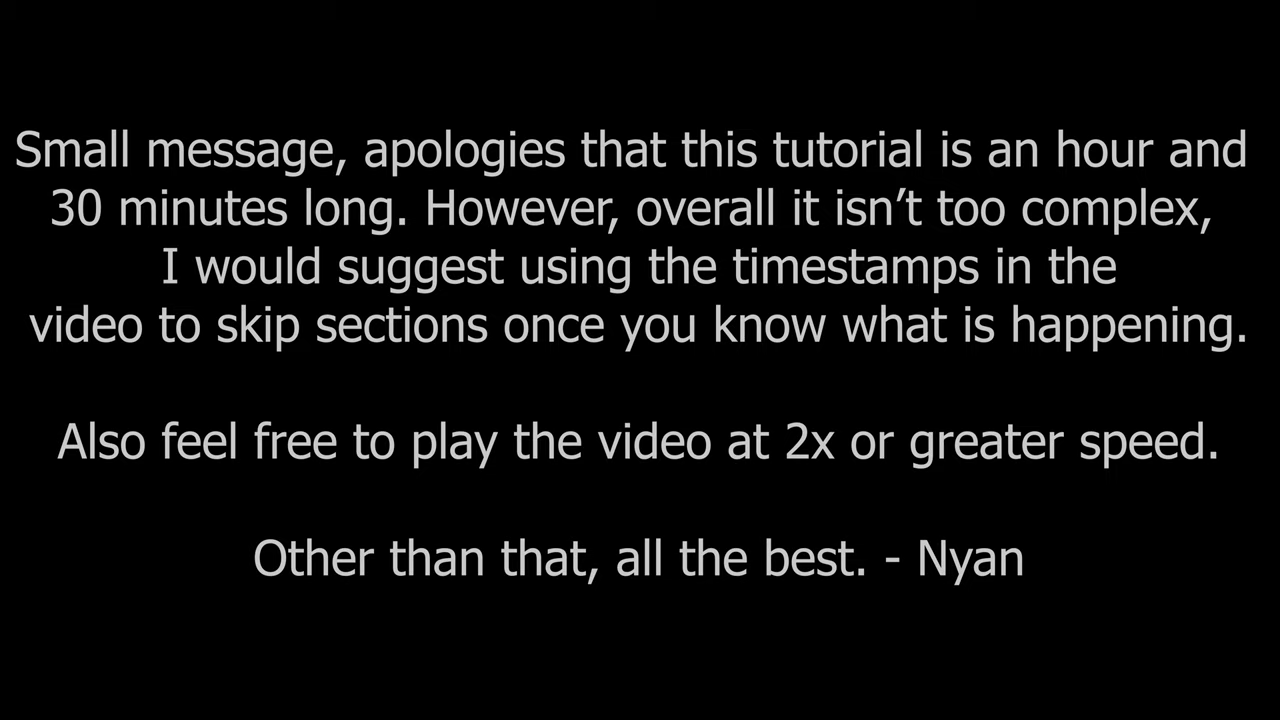 Small message, apologies that this tutorial is an hour and
30 minutes long. However, overall it isn’t too complex,
I would suggest using the timestamps in the
video to skip sections once you know what is happening.
Also feel free to play the video at 2x or greater speed.
Other than that, all the best. - Nyan